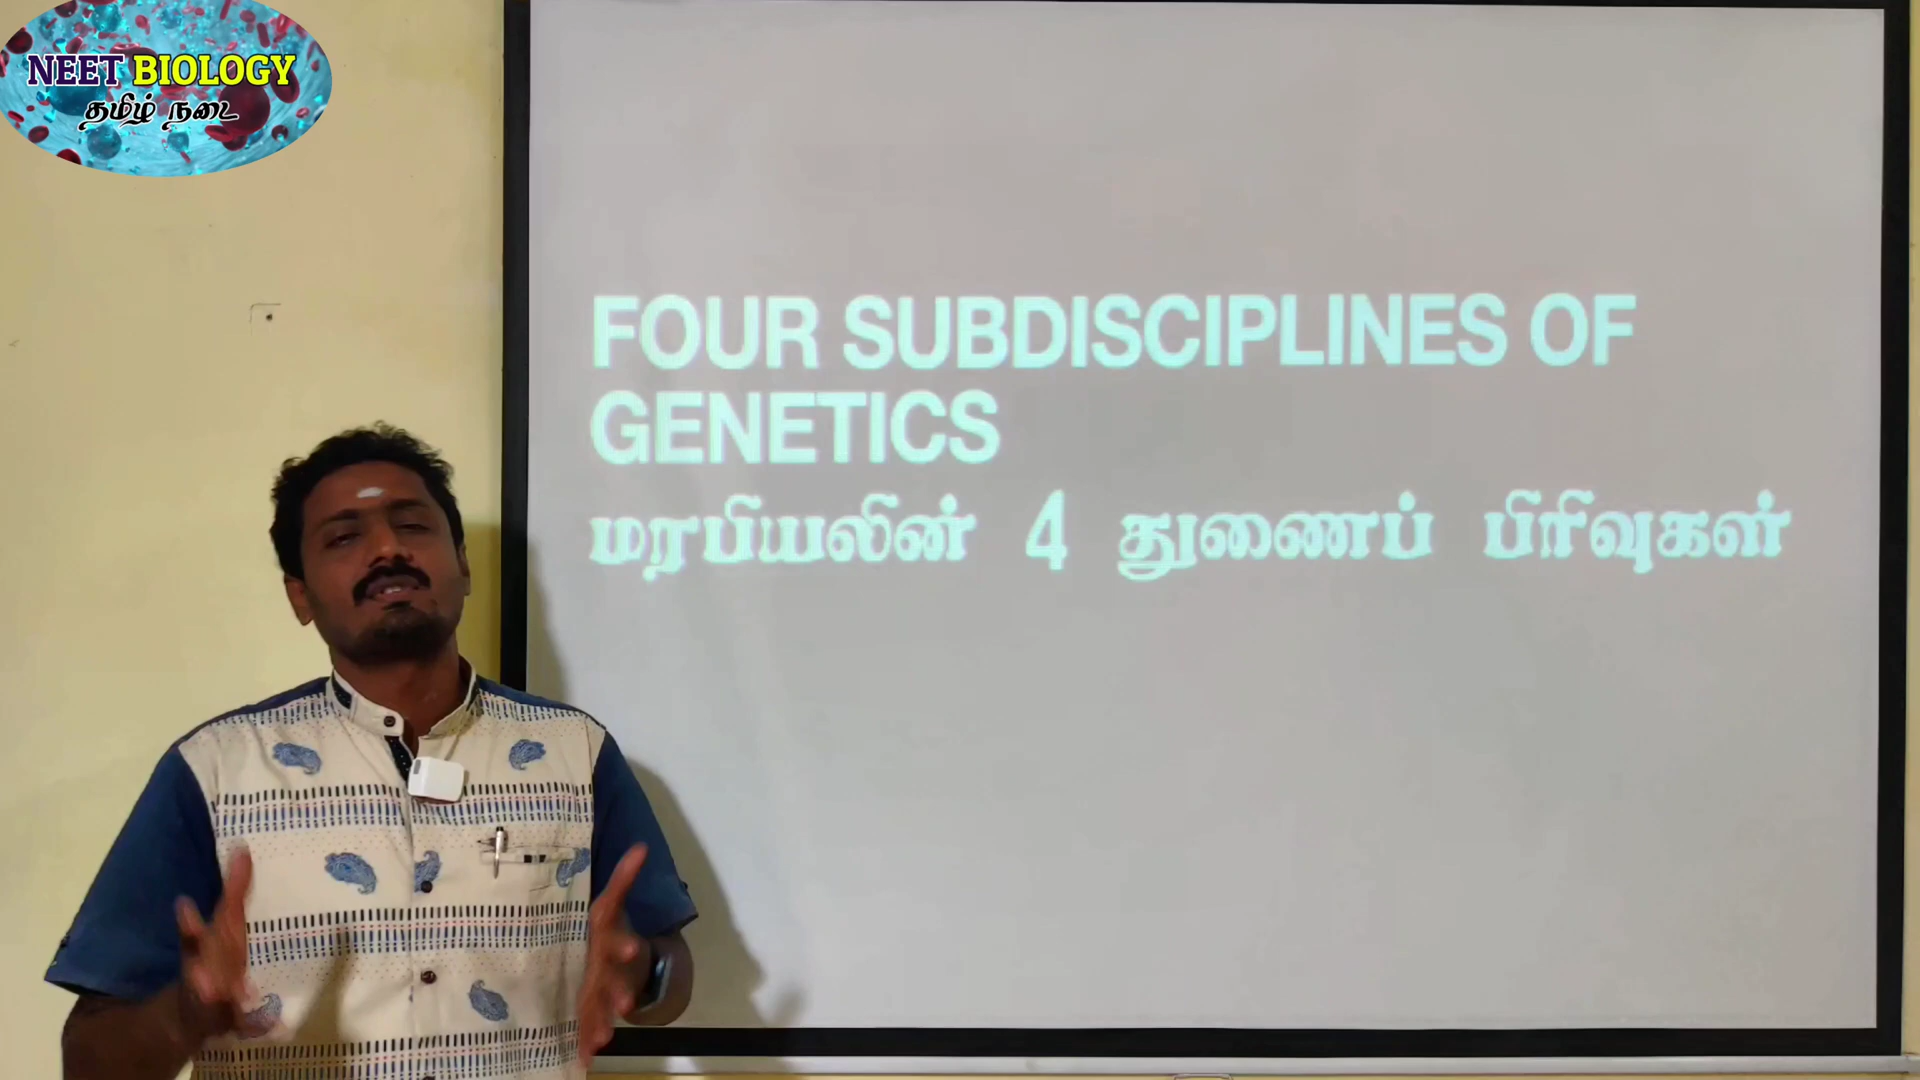 NEET BIOLOGY
தமிழ் நடை
FOUR SUBDISCIPLINES OF
GENETICS
மரபியலின் 4 துணைப் பிரிவுகள்